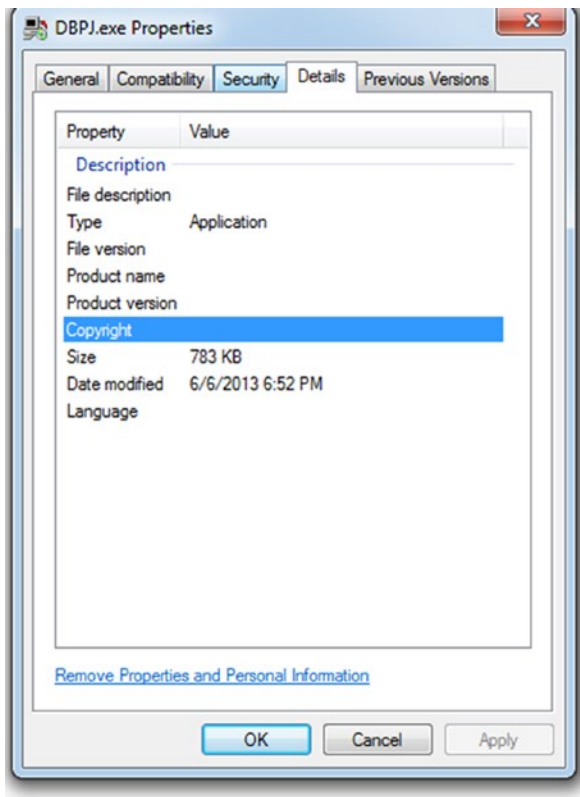 DBPJ.exe Properties
General Compatibility Security Details Previous Versions
Property Value
Description
File description
Type Application
File version
Product name
Product version
Copyright
Size 783 KB
Date modified 6/6/2013 6:52 PM
Language
Remove Properties and Personal Information
OK Cancel Apply